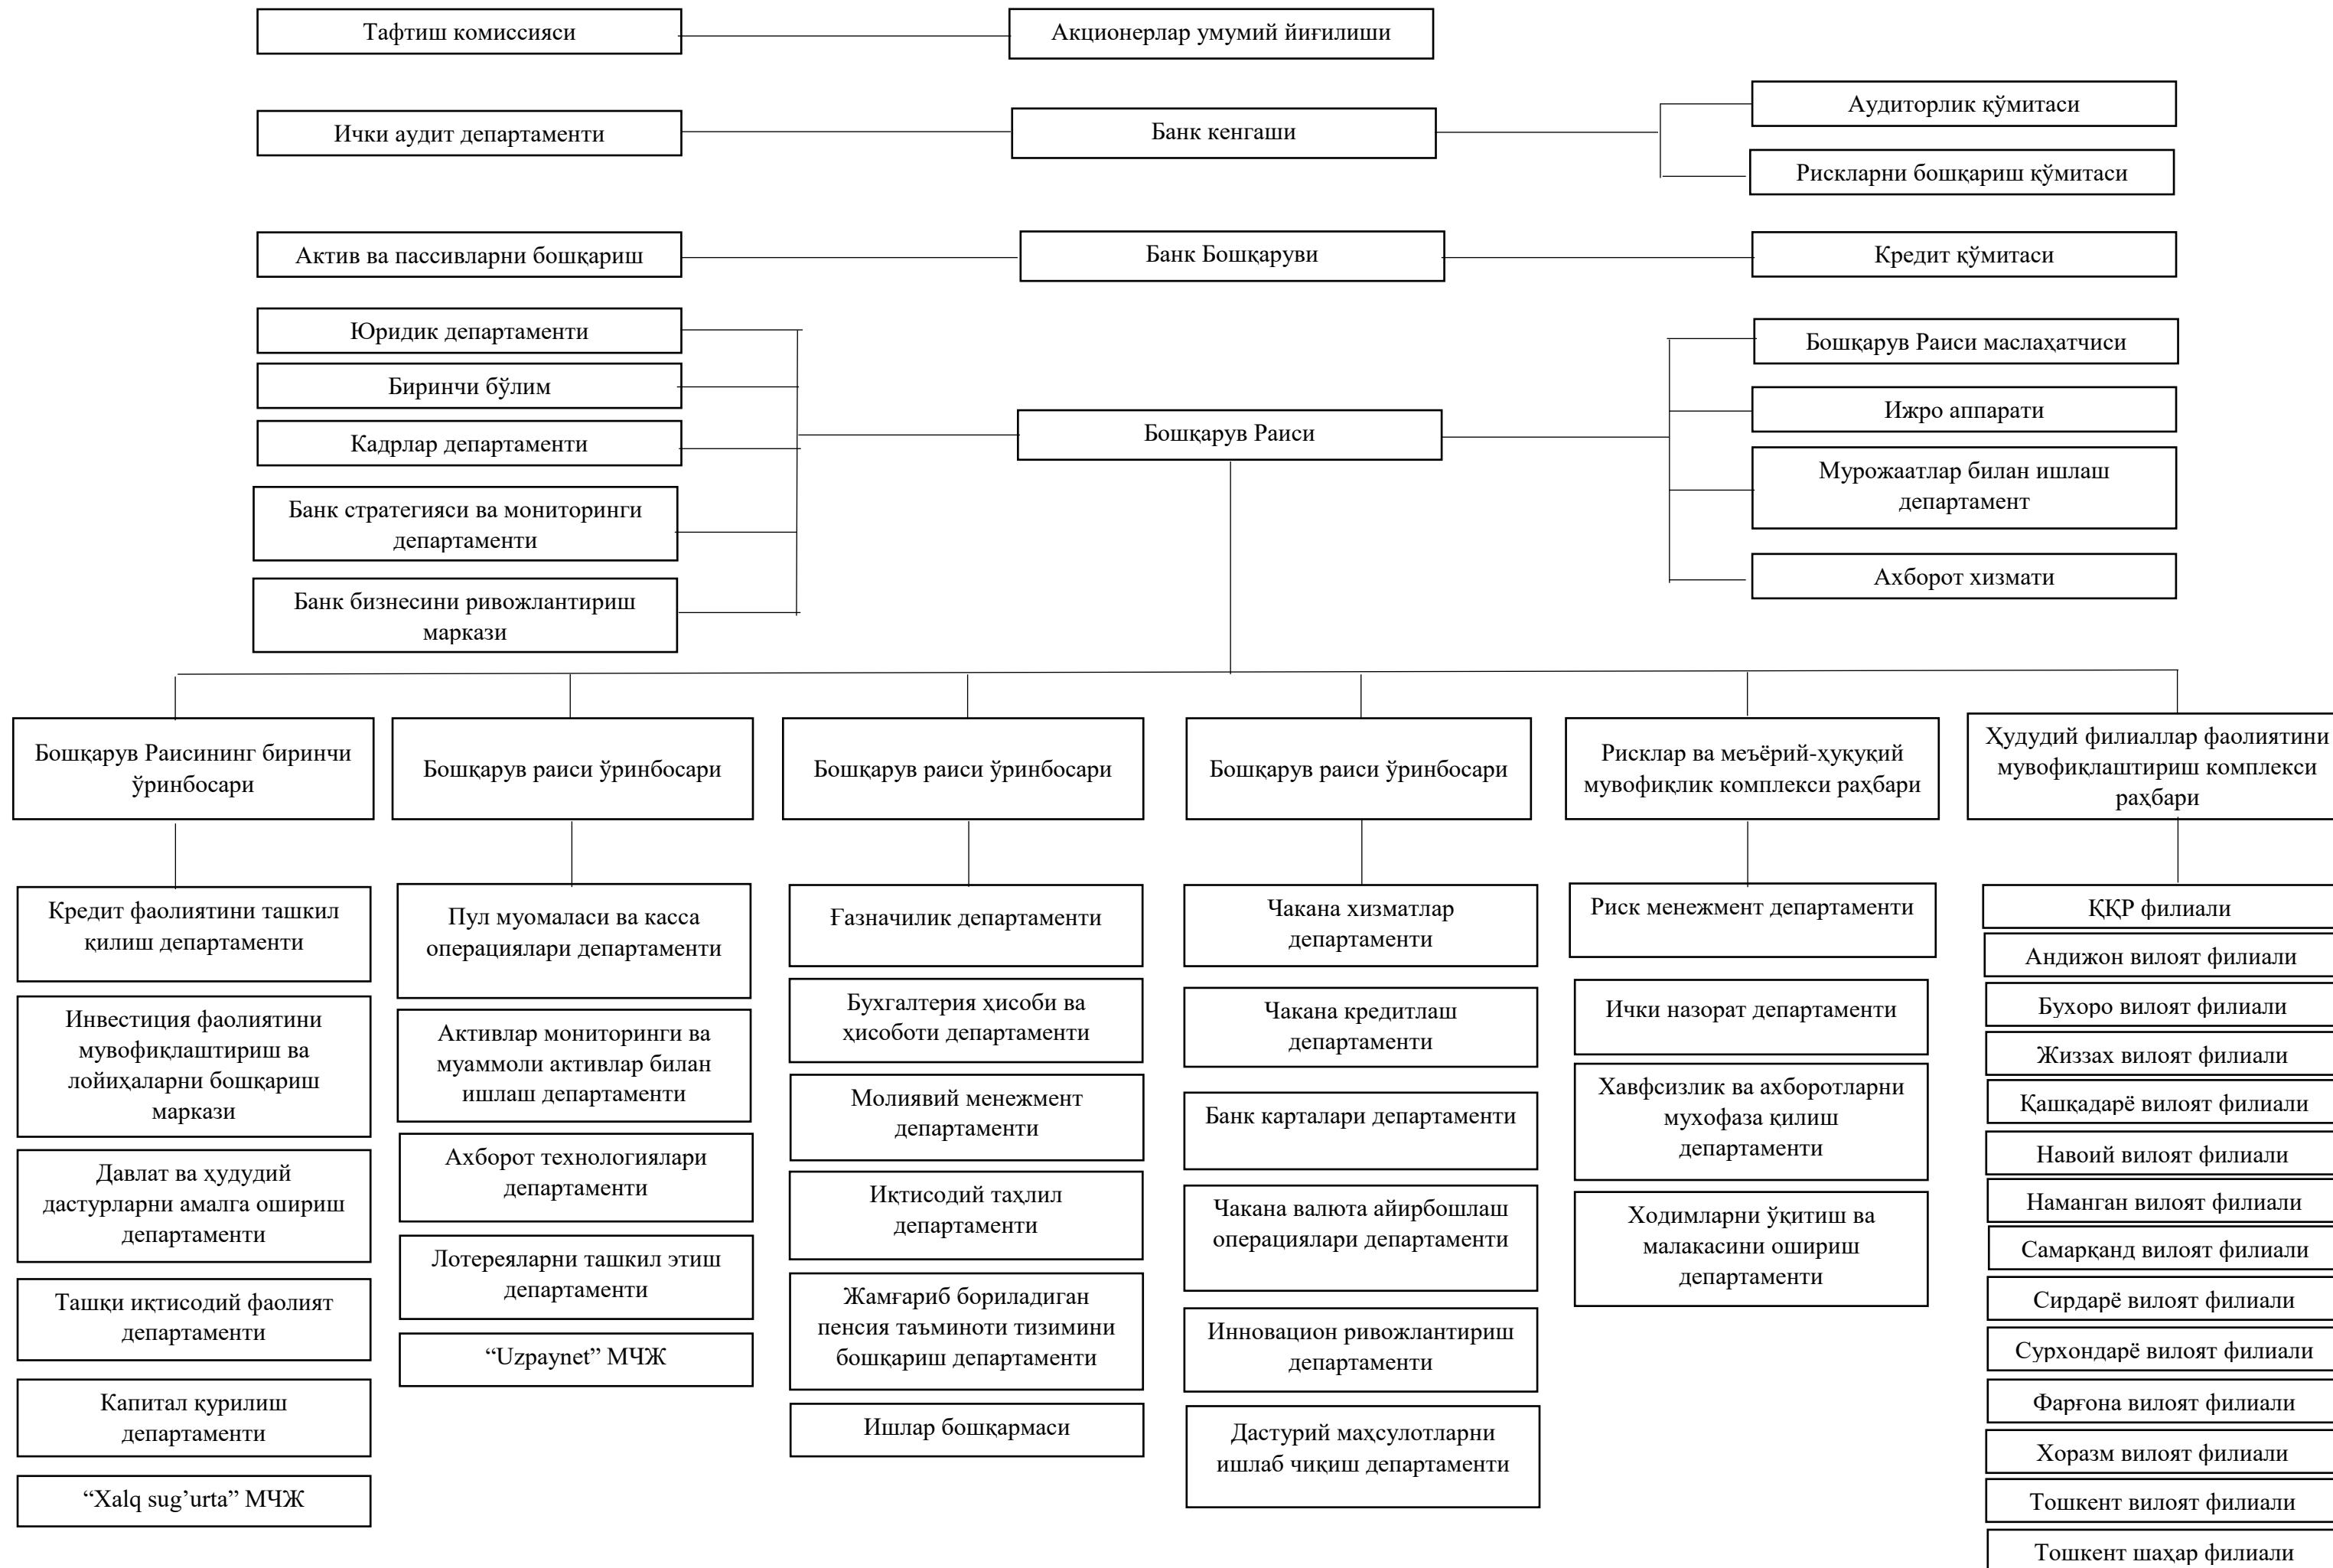 Тафтиш комиссияси
Акционерлар умумий йиғилиши
Ички аудит департаменти
Банк кенгаши
Аудиторлик қўмитаси
Рискларни бошқариш қўмитаси
Актив ва пассивларни бошқариш
Банк Бошқаруви
Кредит қўмитаси
Юридик департаменти
Биринчи бўлим
Кадрлар департаменти
Банк стратегияси ва мониторинги
департаменти
Банк бизнесини ривожлантириш
маркази
Бошқарув Раиси
Бошқарув Раиси маслаҳатчиси
Ижро аппарати
Мурожаатлар билан ишлаш
департамент
Ахборот хизмати
Бошқарув Раисининг биринчи
ўринбосари
Бошқарув раиси ўринбосари
Бошқарув раиси ўринбосари
Бошқарув раиси ўринбосари
Рисклар ва меъёрий-ҳуқуқий
мувофиқлик комплекси раҳбари
Ҳудудий филиаллар фаолиятини
мувофиқлаштириш комплекси
раҳбари
Кредит фаолиятини ташкил
қилиш департаменти
Инвестиция фаолиятини
мувофиқлаштириш ва
лойиҳаларни бошқариш
маркази
Давлат ва ҳудудий
дастурларни амалга ошириш
департаменти
Ташқи иқтисодий фаолият
департаменти
Капитал қурилиш
департаменти
“Xalq sug’urta” МЧЖ
Пул муомаласи ва касса
операциялари департаменти
Активлар мониторинги ва
муаммоли активлар билан
ишлаш департаменти
Ахборот технологиялари
департаменти
Лотереяларни ташкил этиш
департаменти
“Uzpaynet” МЧЖ
Ғазначилик департаменти
Бухгалтерия ҳисоби ва
ҳисоботи департаменти
Молиявий менежмент
департаменти
Иқтисодий таҳлил
департаменти
Жамғариб бориладиган
пенсия таъминоти тизимини
бошқариш департаменти
Ишлар бошқармаси
Чакана хизматлар
департаменти
Чакана кредитлаш
департаменти
Банк карталари департаменти
Чакана валюта айирбошлаш
операциялари департаменти
Инновацион ривожлантириш
департаменти
Дастурий маҳсулотларни
ишлаб чиқиш департаменти
Риск менежмент департаменти
Ички назорат департаменти
Хавфсизлик ва ахборотларни
мухофаза қилиш
департаменти
Ходимларни ўқитиш ва
малакасини ошириш
департаменти
ҚҚР филиали
Андижон вилоят филиали
Бухоро вилоят филиали
Жиззах вилоят филиали
Қашқадарё вилоят филиали
Навоий вилоят филиали
Наманган вилоят филиали
Самарқанд вилоят филиали
Сирдарё вилоят филиали
Сурхондарё вилоят филиали
Фарғона вилоят филиали
Хоразм вилоят филиали
Тошкент вилоят филиали
Тошкент шаҳар филиали